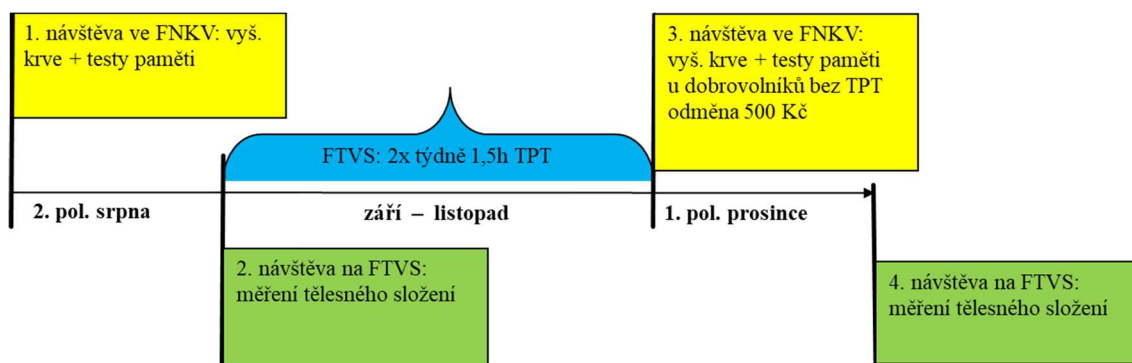 1. návštěva ve FNKV: vyš.
krve + testy paměti
3. návštěva ve FNKV:
vyš. krve + testy paměti
u dobrovolníků bez TPT
odměna 500 Kč
FTVS: 2x týdně 1,5h TPT
2. pol. srpna
září – listopad
1. pol. prosince
2. návštěva na FTVS:
měření tělesného složení
4. návštěva na FTVS:
měření tělesného složení